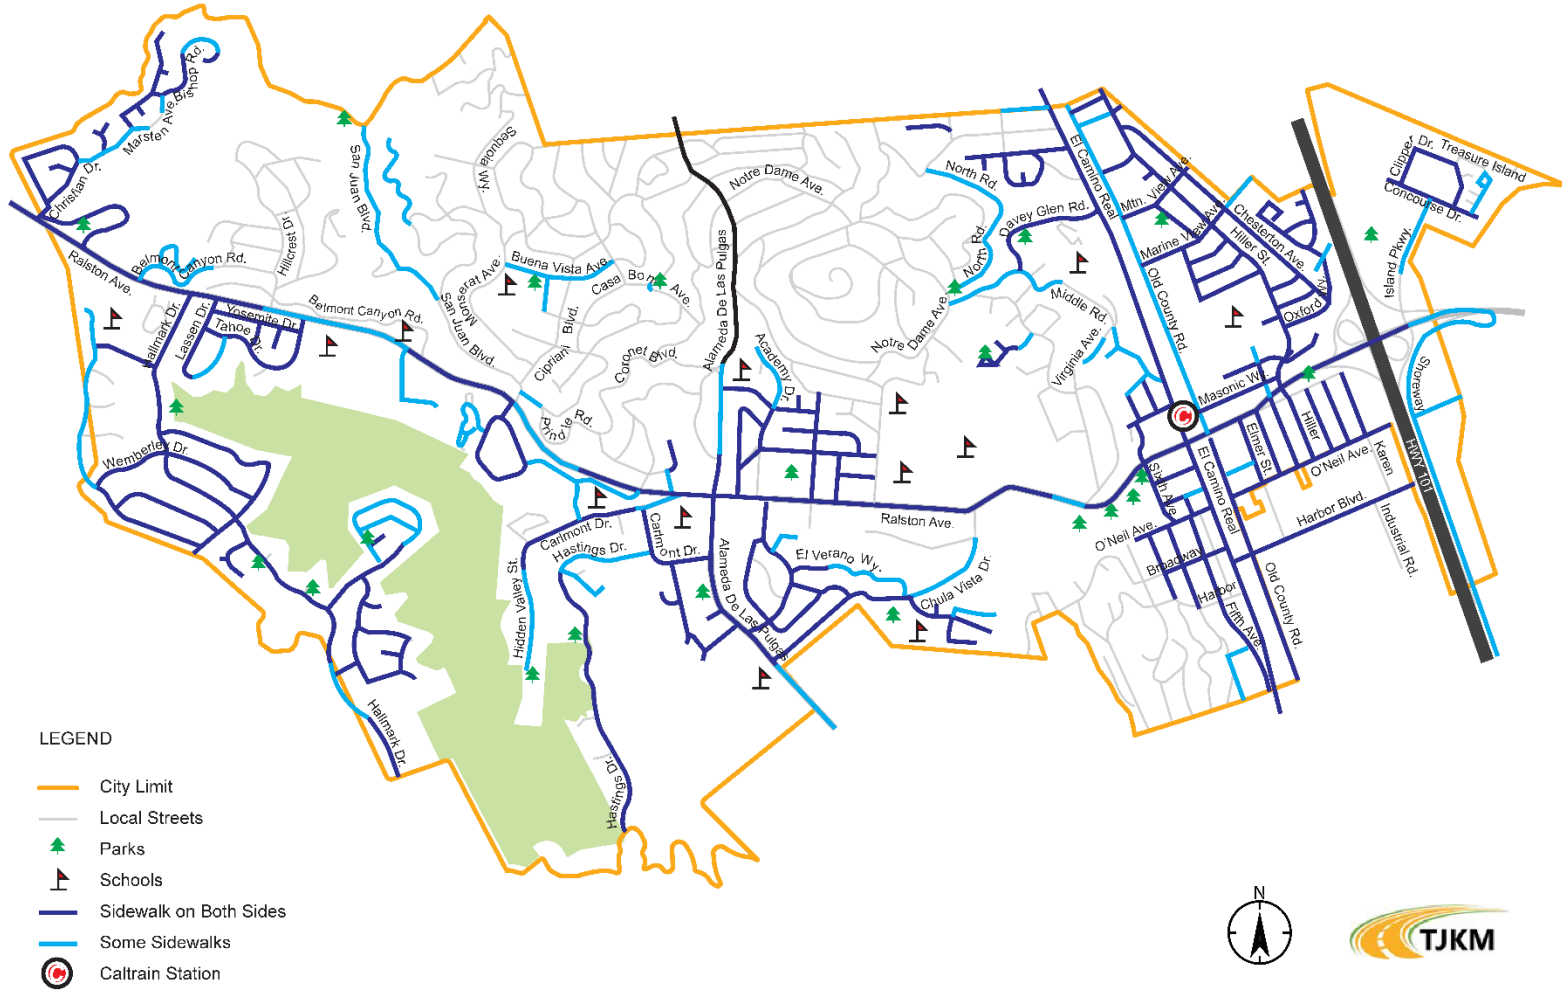 Bishop Rd.
Marsten Ave.
Christian Dr.
Ralston Ave.
Belmont Canyon Rd.
Hillcrest Dr.
San Juan Blvd.
Sequoia Wy.
Notre Dame Ave.
North Rd.
El Camino Real
Mtn. View Ave.
Clipper Dr.
Treasure Island
Concourse Dr.
Island Pkwy.
Davey Glen Rd.
North Rd.
Marine View Ave.
Chesterton Ave.
Hiller St.
Oxford
Old County Rd.
Middle Rd.
Virginia Ave.
Notre Dame Ave.
Buena Vista Ave.
Casa Bona Ave.
Monserat Ave.
San Juan Blvd.
Cipriani Blvd.
Coronet Blvd.
Alameda De Las Pulgas
Academy Dr.
Belmont Canyon Rd.
Hallmark Dr.
Lassen Dr.
Yosemite Dr.
Tahoe Dr.
Masonic Wy.
Shoreway
HWY 101
Wemberley Dr.
Elmer St.
Hiller
O'Neil Ave.
Karen
Harbor Blvd.
Industrial Rd.
Sixth Ave.
El Camino Real
Ralston Ave.
O'Neil Ave.
Broadway
Harbor
Fifth Ave.
Old County Rd.
Carlmont Dr.
Hastings Dr.
Carlmont Dr.
Hidden Valley St.
Alameda De Las Pulgas
El Verano Wy.
Chula Vista Dr.
Hallmark Dr.
Hastings Dr.
LEGEND
City Limit
Local Streets
Parks
Schools
Sidewalk on Both Sides
Some Sidewalks
Caltrain Station
N
TJKM